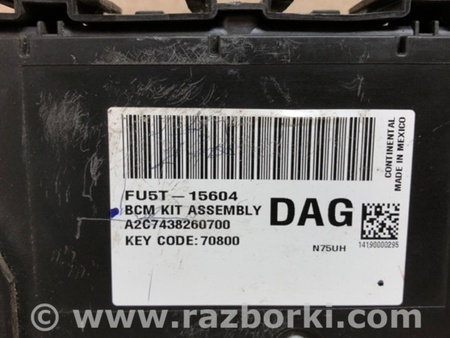 FU5T-15604
BCM KIT ASSEMBLY
A2C7438260700
KEY CODE:70800
DAG
N75UH
14190000295
CONTINENTAL
MADE IN MEXICO
© www.razborki.com